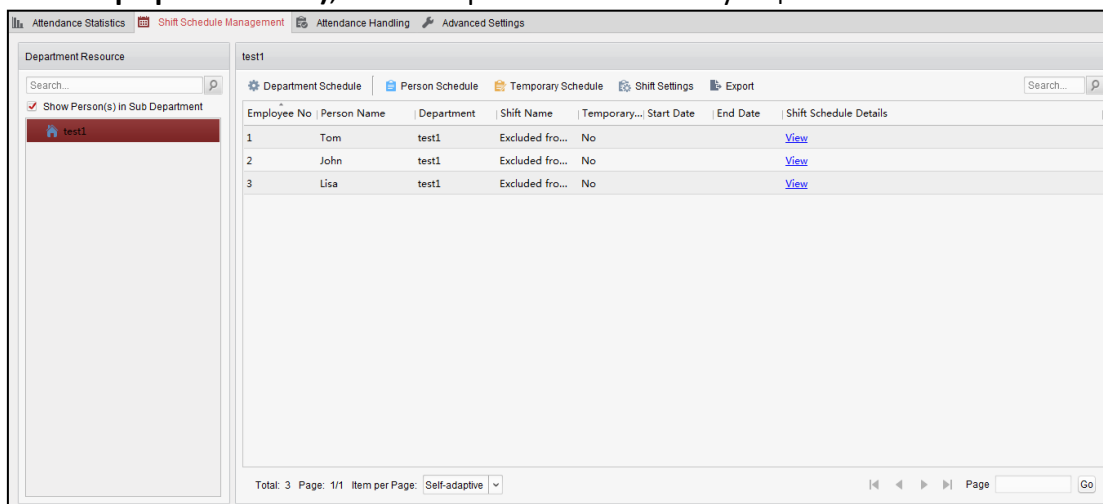 Attendance Statistics Shift Schedule Management Attendance Handling Advanced Settings
Department Resource
test1
Search...
Show Person(s) in Sub Department
test1
Department Schedule Person Schedule Temporary Schedule Shift Settings Export Search...
Employee No Person Name Department Shift Name Temporary... Start Date End Date Shift Schedule Details
1 Tom test1 Excluded fro... No View
2 John test1 Excluded fro... No View
3 Lisa test1 Excluded fro... No View
Total: 3 Page: 1/1 Item per Page: Self-adaptive Page Go